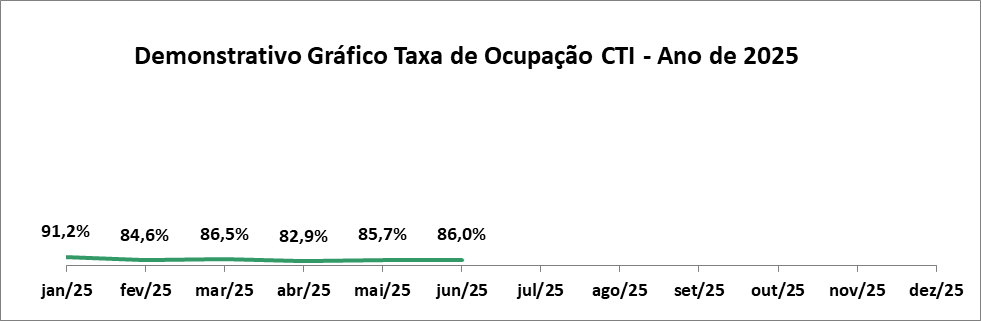 Demonstrativo Gráfico Taxa de Ocupação CTI - Ano de 2025
91,2% 84,6% 86,5% 82,9% 85,7% 86,0%
jan/25 fev/25 mar/25 abr/25 mai/25 jun/25 jul/25 ago/25 set/25 out/25 nov/25 dez/25